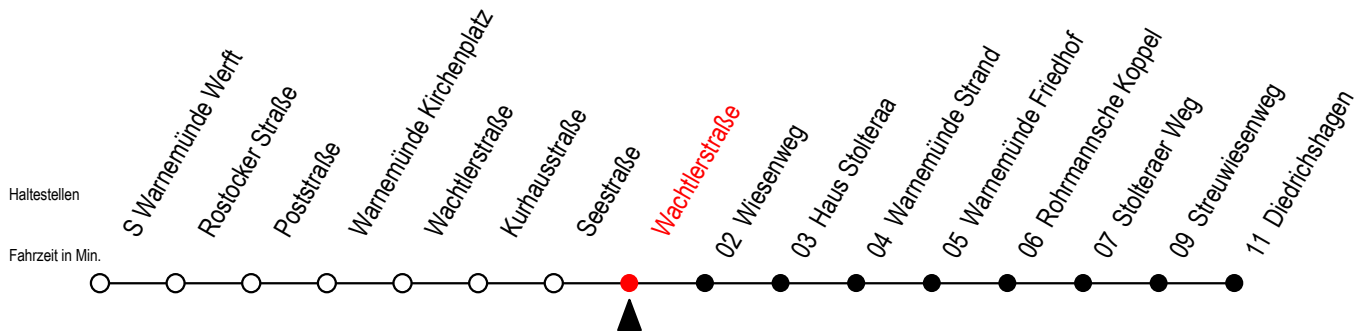 Haltestellen
Fahrzeit in Min.
S Warnemünde Werft
Rostocker Straße
Poststraße
Warnemünde Kirchenplatz
Wachtlerstraße
Kurhausstraße
Seestraße
Wachtlerstraße
02 Wiesenweg
03 Haus Stolteraa
04 Warnemünde Strand
05 Warnemünde Friedhof
06 Rohrmannsche Koppel
07 Stolteraer Weg
09 Streuwiesenweg
11 Diedrichshagen